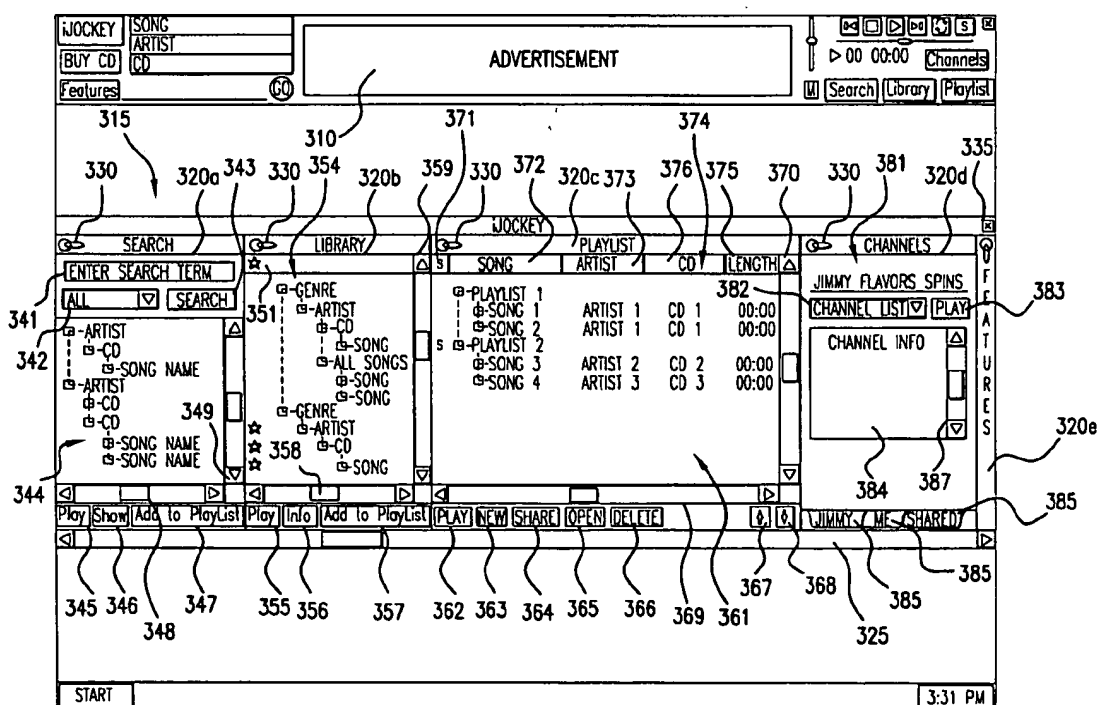 iJOCKEY SONG
ARTIST
BUY CD CD
Features GO
ADVERTISEMENT
S
00 00:00 Channels
M Search Library Playlist
315 371 374
310
330 320a 343 330 354 320b 359 372 330 320c 373 376 375 370 330 381 320d 335
iJOCKEY
SEARCH LIBRARY PLAYLIST CHANNELS
ENTER SEARCH TERM
ALL SEARCH
341
342
ARTIST
CD
SONG NAME
ARTIST
CD
CD
SONG NAME
SONG NAME
349
344
351
GENRE
ARTIST
CD
SONG
ALL SONGS
SONG
SONG
GENRE
ARTIST
CD
SONG
358
S SONG ARTIST CD LENGTH
PLAYLIST 1
SONG 1 ARTIST 1 CD 1 00:00
SONG 2 ARTIST 1 CD 1 00:00
S PLAYLIST 2
SONG 3 ARTIST 2 CD 2 00:00
SONG 4 ARTIST 3 CD 3 00:00
JIMMY FLAVORS SPINS
382 383
CHANNEL LIST PLAY
CHANNEL INFO
384 387
JIMMY ME SHARED
FEATURES
320e
385
Play Show Add to PlayList Play Info Add to PlayList PLAY NEW SHARE OPEN DELETE
345 346 347 355 356 357 362 363 364 365 366 369 361 367 368 385 385
348 325
START 3:31 PM